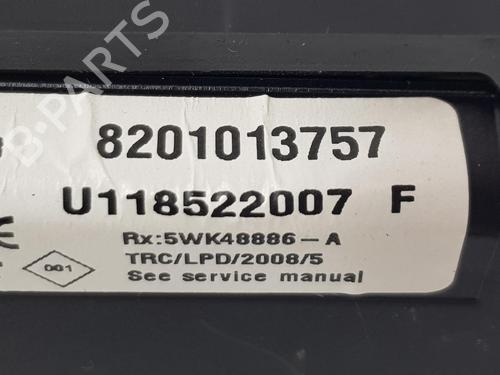 B-PARTS
8201013757
U118522007 F
Rx:5WK48886-A
TRC/LPD/2008/5
001
See service manual